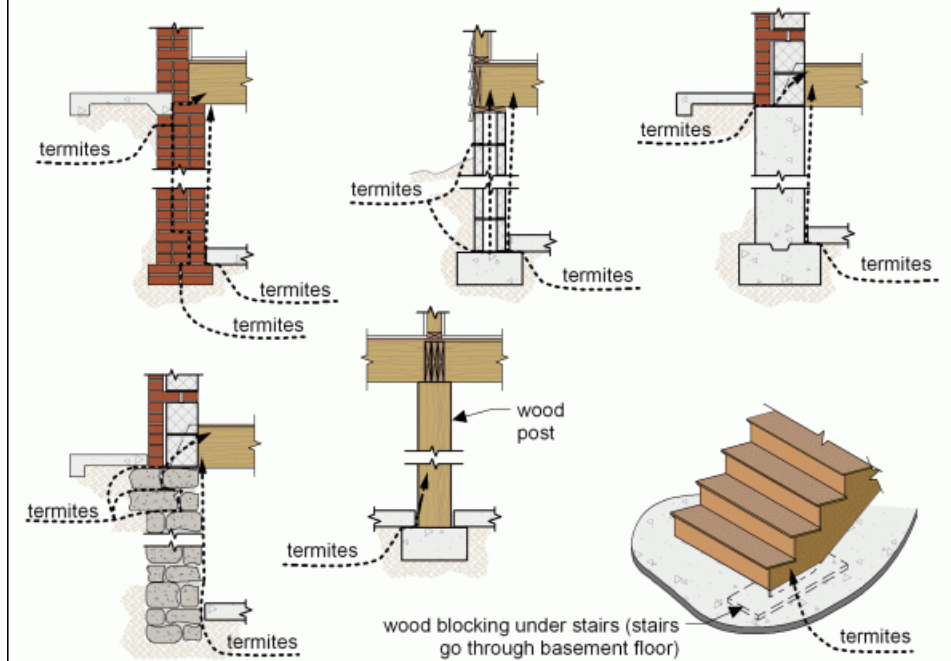 termites
termites
termites
termites
termites
termites
termites
wood
post
termites
termites
termites
wood blocking under stairs (stairs
go through basement floor)